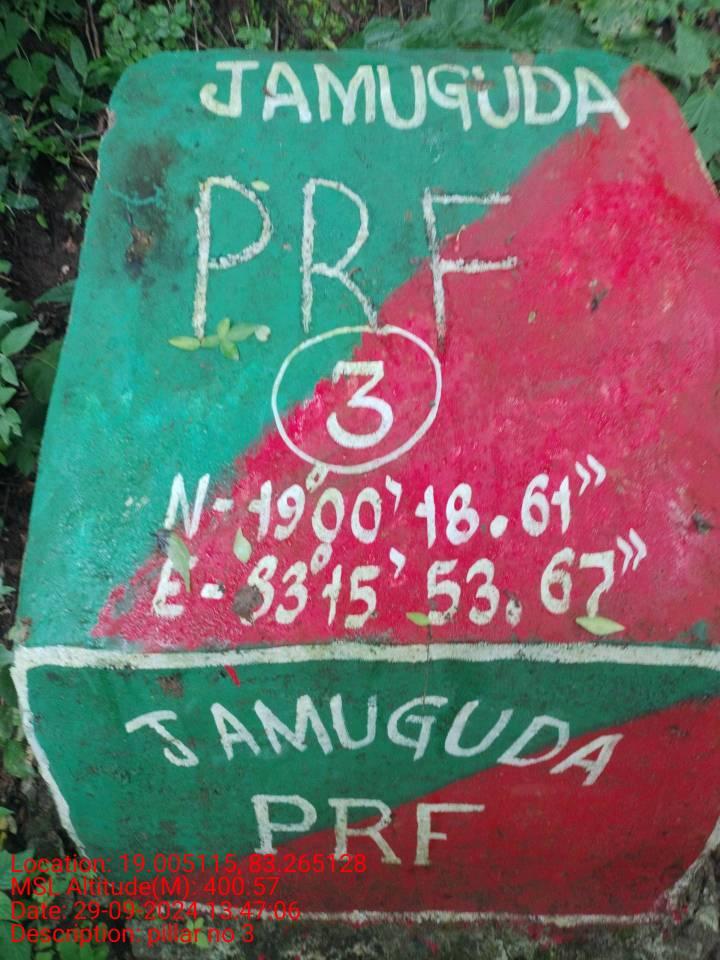 JAMUGUDA
PRF
3
N-19°00' 18.61"
E-83°15' 53.67"
JAMUGUDA
PRF
Location: 19.005115, 83.265128
MSL Altitude(M): 400.57
Date: 29-09-2024 13:47:06
Description: pillar no 3